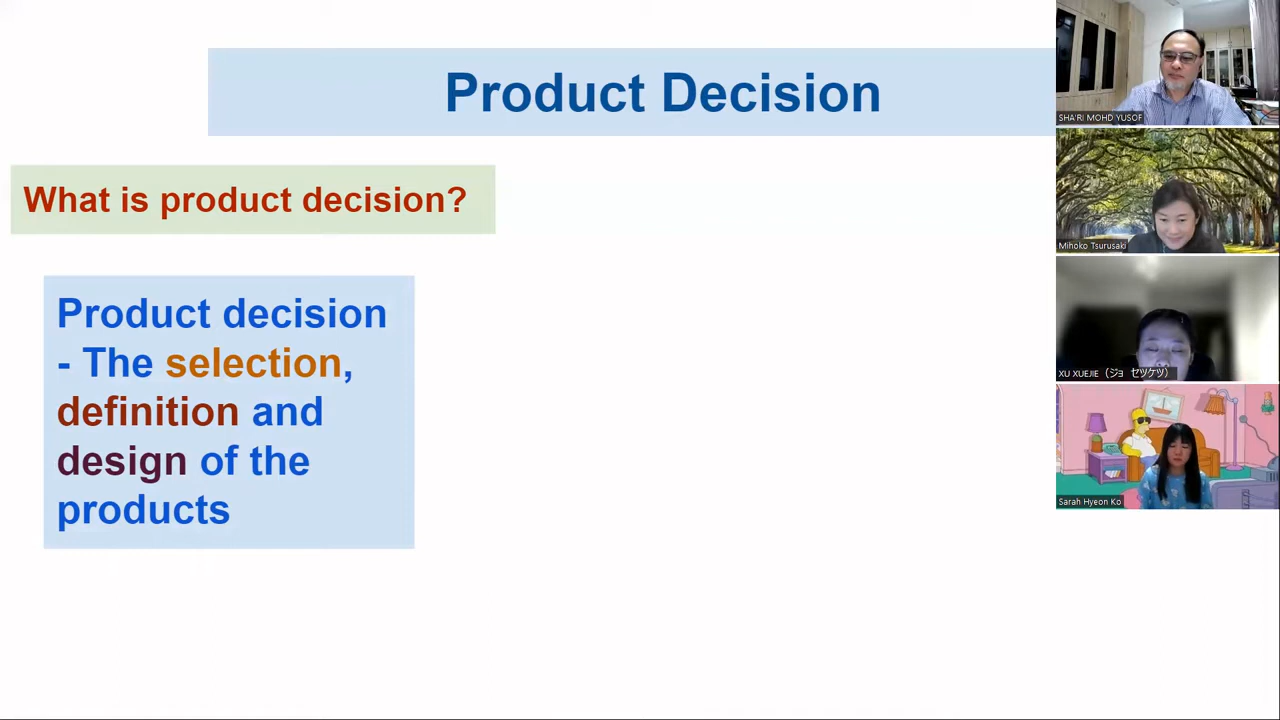 Product Decision
What is product decision?
Product decision
- The selection,
definition and
design of the
products
SHA'RI MOHD YUSOF
Mihoko Tsurusaki
XU XUEJIE（ジョ セツケツ）
Sarah Hyeon Ko